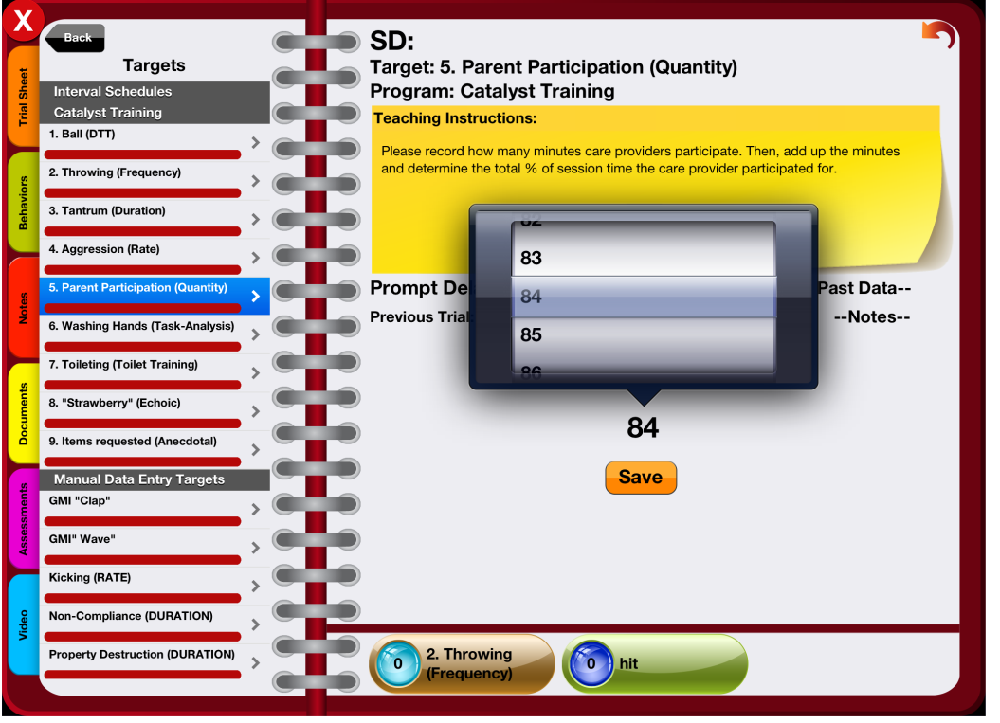 X
Back
Trial Sheet
Behaviors
Notes
Documents
Assessments
Video
Targets
Interval Schedules
Catalyst Training
1. Ball (DTT)
2. Throwing (Frequency)
3. Tantrum (Duration)
4. Aggression (Rate)
5. Parent Participation (Quantity)
6. Washing Hands (Task-Analysis)
7. Toileting (Toilet Training)
8. "Strawberry" (Echoic)
9. Items requested (Anecdotal)
Manual Data Entry Targets
GMI "Clap"
GMI" Wave"
Kicking (RATE)
Non-Compliance (DURATION)
Property Destruction (DURATION)
SD:
Target: 5. Parent Participation (Quantity)
Program: Catalyst Training
Teaching Instructions:
Please record how many minutes care providers participate. Then, add up the minutes
and determine the total % of session time the care provider participated for.
82
83
84
85
86
Prompt Past Data--
Previous --Notes--
84
Save
0 2. Throwing
(Frequency)
0 hit